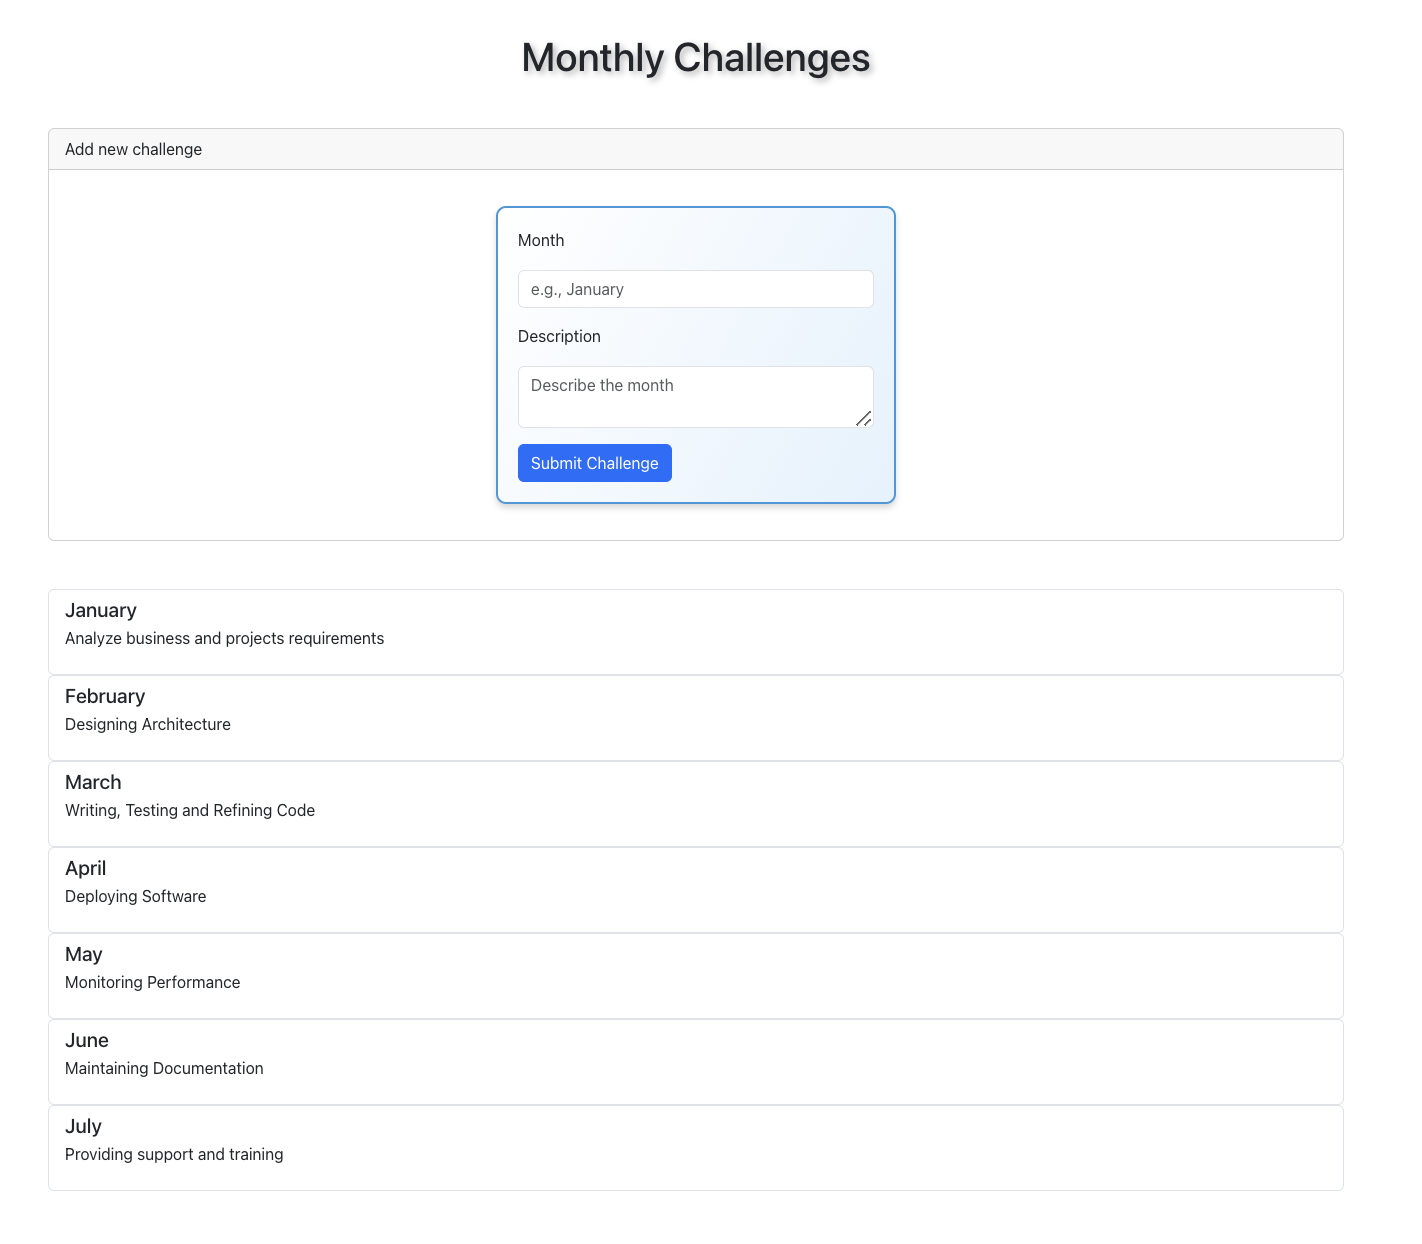 Monthly Challenges
Add new challenge
Month
e.g., January
Description
Describe the month
Submit Challenge
January
Analyze business and projects requirements
February
Designing Architecture
March
Writing, Testing and Refining Code
April
Deploying Software
May
Monitoring Performance
June
Maintaining Documentation
July
Providing support and training